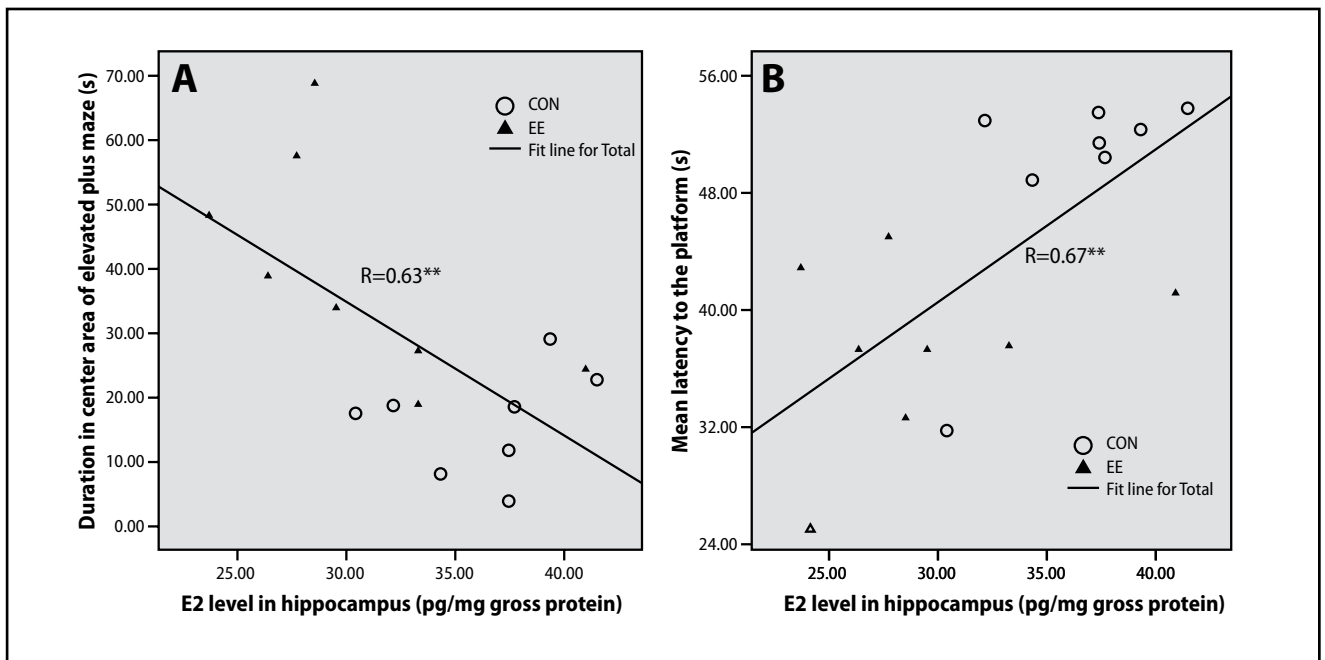 A
Duration in center area of elevated plus maze (s)
70.00
60.00
50.00
40.00
30.00
20.00
10.00
0.00
CON
EE
Fit line for Total
R=0.63**
25.00
30.00
35.00
40.00
E2 level in hippocampus (pg/mg gross protein)
B
Mean latency to the platform (s)
56.00
48.00
40.00
32.00
24.00
R=0.67**
CON
EE
Fit line for Total
25.00
30.00
35.00
40.00
E2 level in hippocampus (pg/mg gross protein)